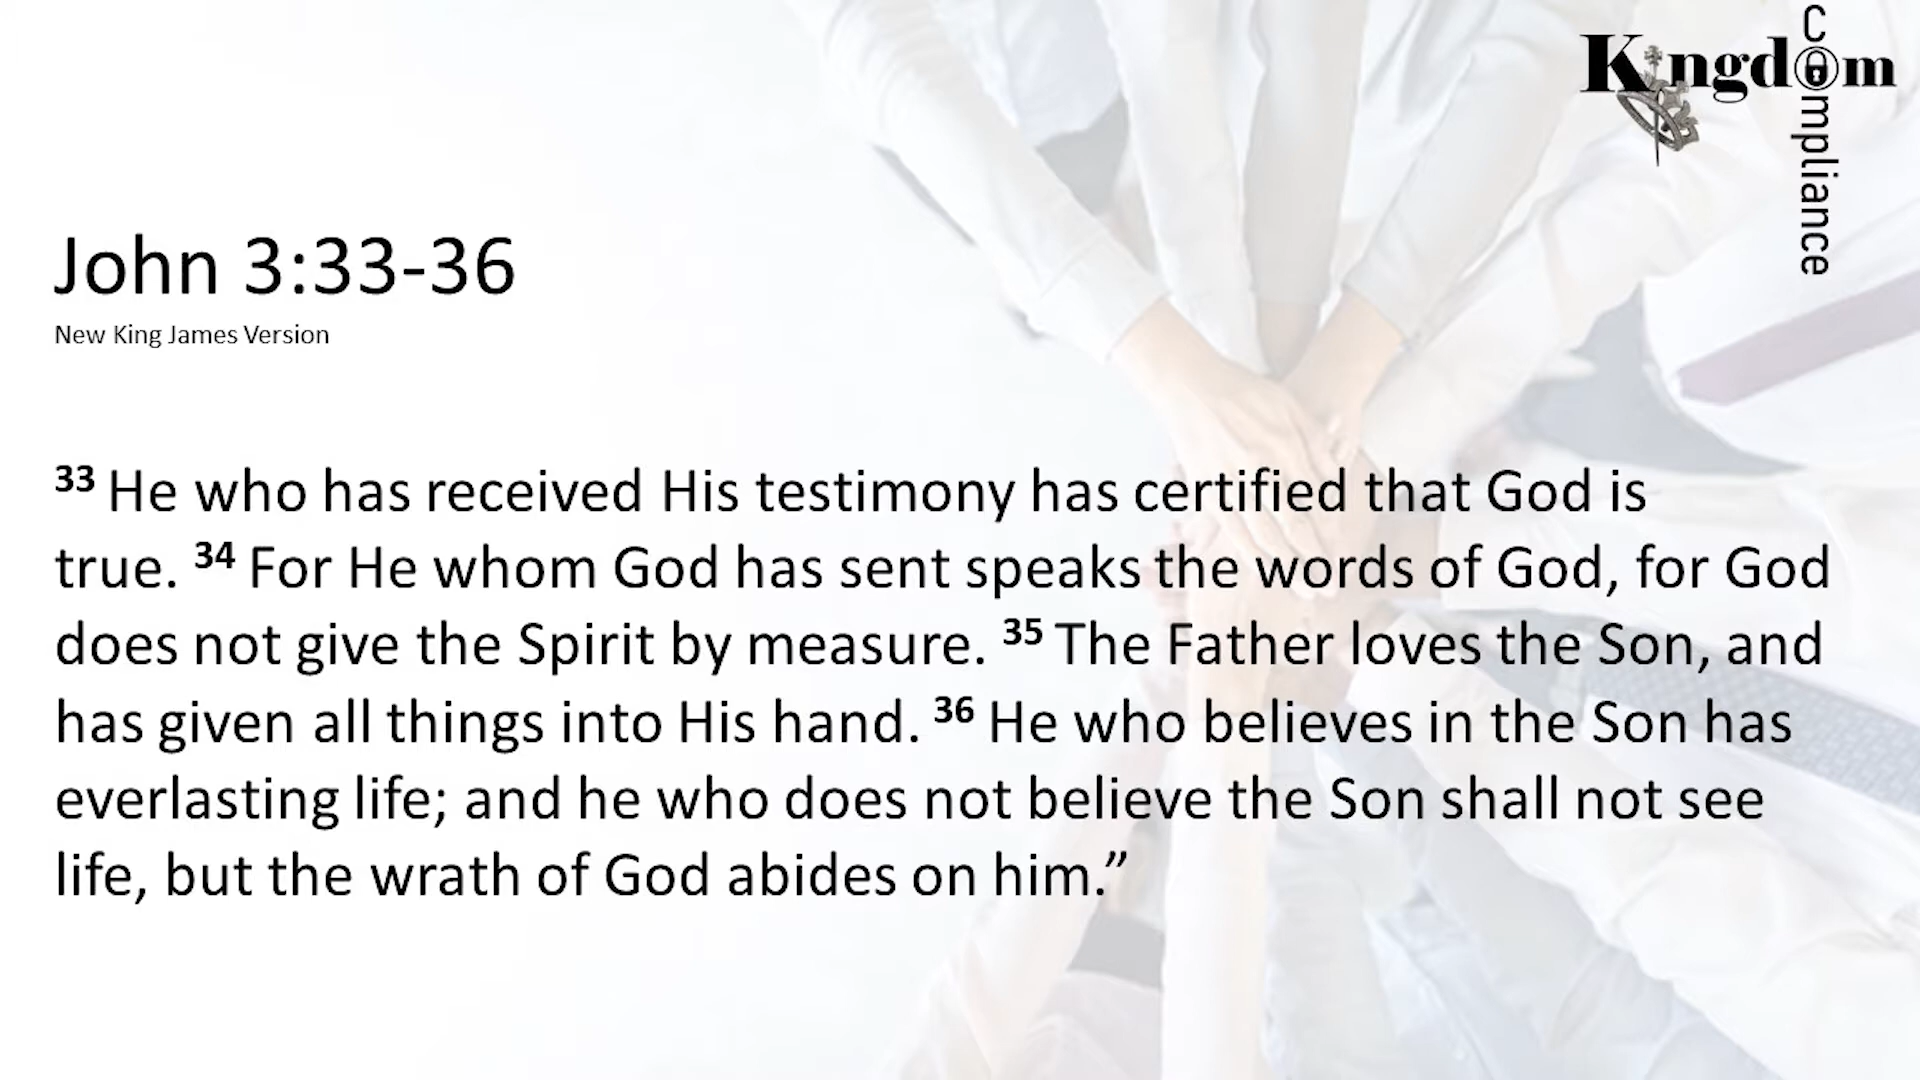 Kingdom
Compliance
John 3:33-36
New King James Version
33 He who has received His testimony has certified that God is
true. 34 For He whom God has sent speaks the words of God, for God
does not give the Spirit by measure. 35 The Father loves the Son, and
has given all things into His hand. 36 He who believes in the Son has
everlasting life; and he who does not believe the Son shall not see
life, but the wrath of God abides on him.”